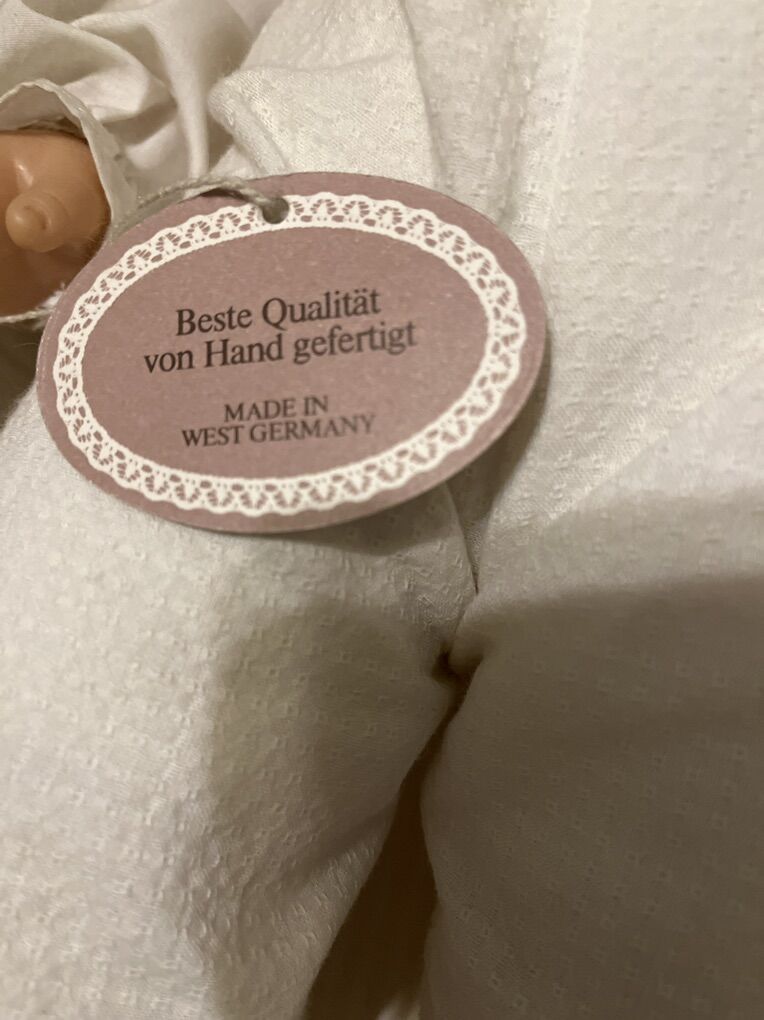 Beste Qualität
von Hand gefertigt
MADE IN
WEST GERMANY